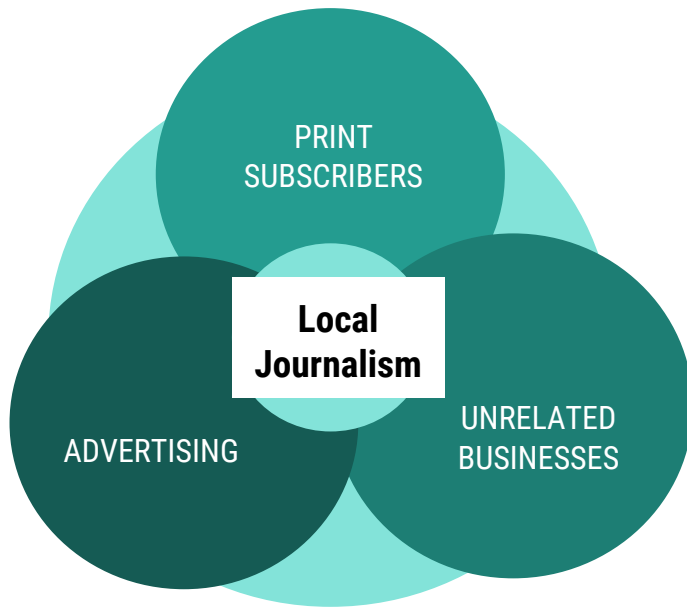 PRINT
SUBSCRIBERS
Local
Journalism
ADVERTISING
UNRELATED
BUSINESSES